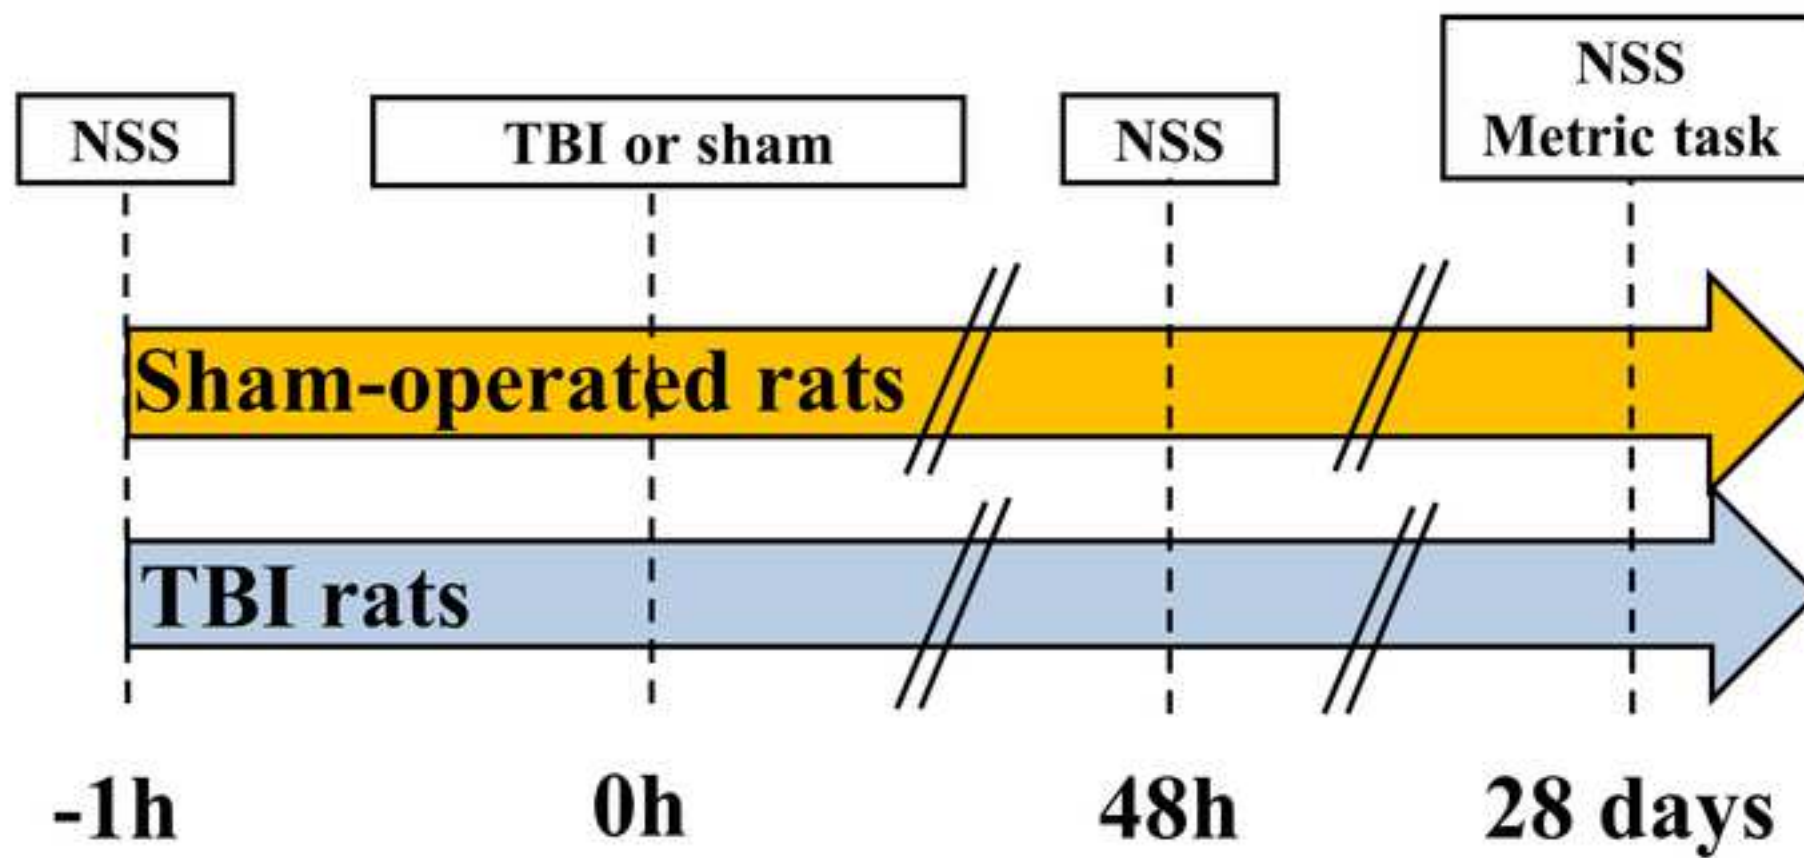 NSS
TBI or sham
NSS
NSS
Metric task
Sham-operated rats
TBI rats
-1h
0h
48h
28 days